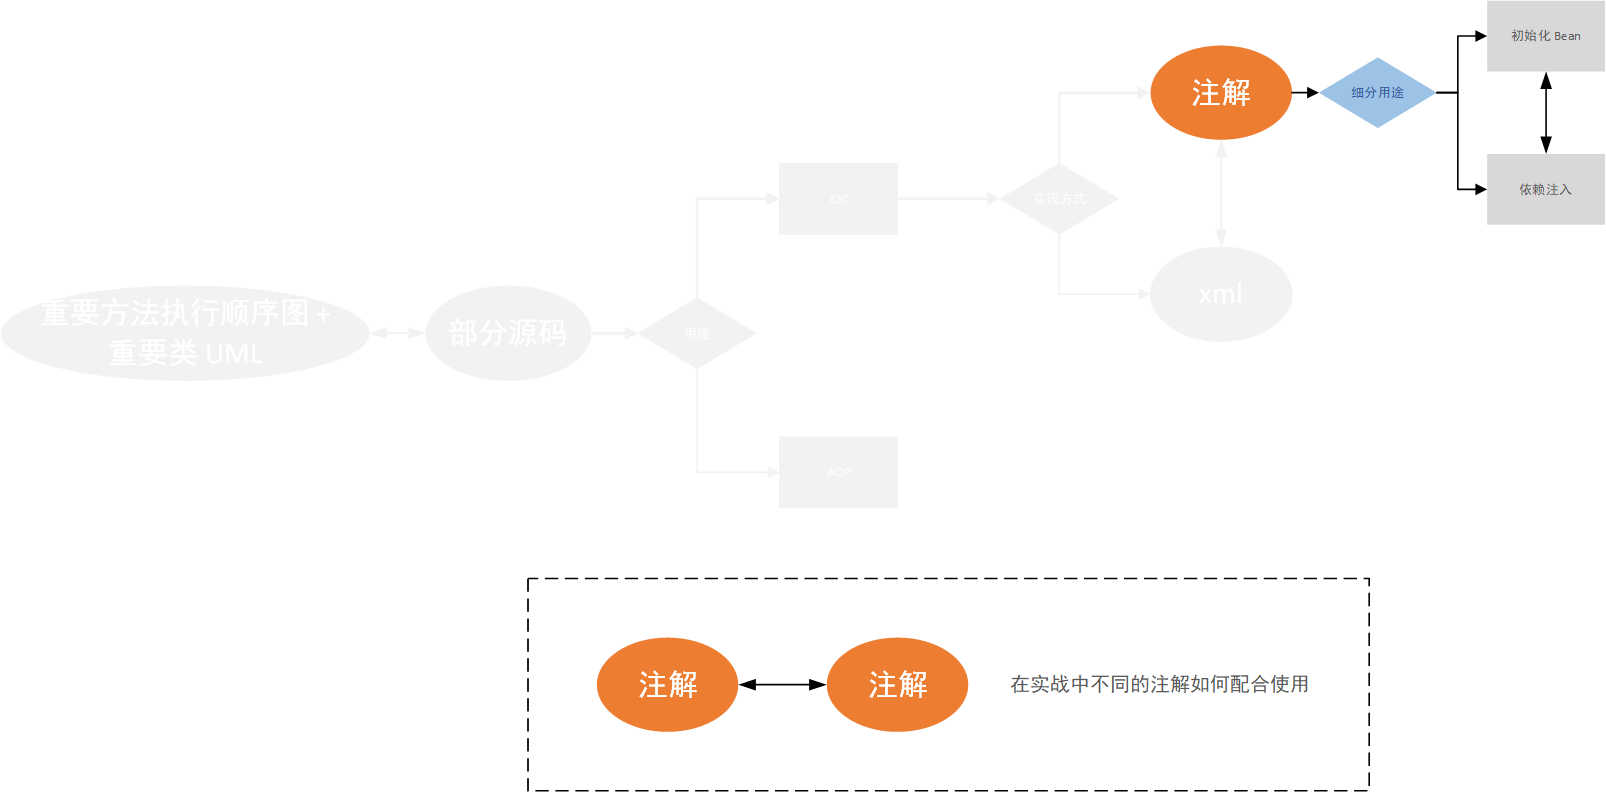 初始化 Bean
注解
细分用途
依赖注入
IOC
实现方式
xml
重要方法执行顺序图 +
重要类 UML
部分源码
用途
AOP
注解
注解
在实战中不同的注解如何配合使用